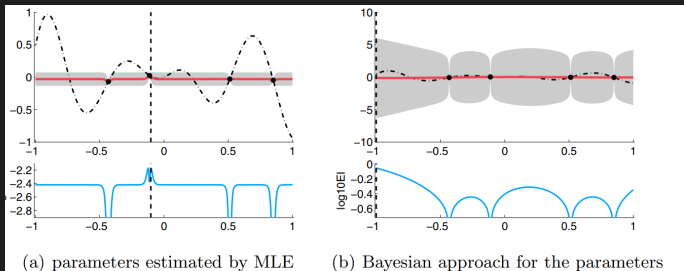 1
0.5
0
−0.5
−1
−1 −0.5 0 0.5 1
−2.2
−2.4
−2.6
−2.8
−1 −0.5 0 0.5 1
(a) parameters estimated by MLE
10
5
0
−5
−10
−1 −0.5 0 0.5 1
log10EI
0
−0.2
−0.4
−0.6
−1 −0.5 0 0.5 1
(b) Bayesian approach for the parameters